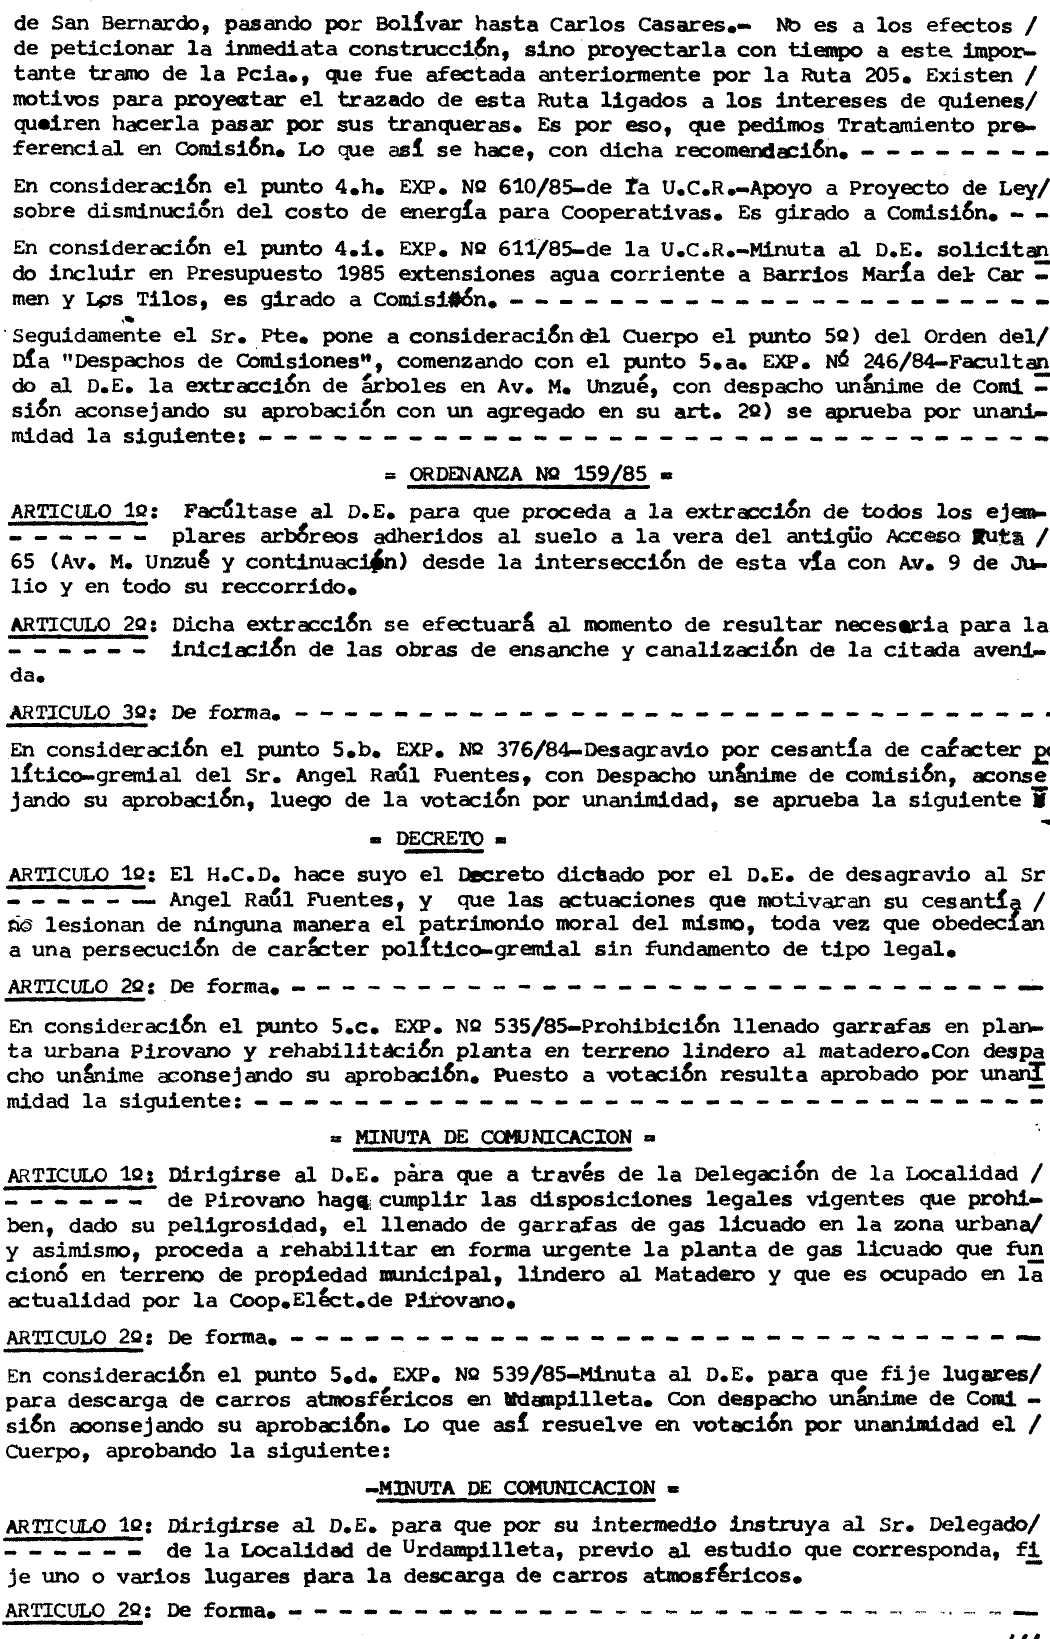 de San Bernardo, pasando por Bolívar hasta Carlos Casares.- No es a los efectos /
de peticionar la inmediata construcción, sino proyectarla con tiempo a este impor-
tante tramo de la Pcia., que fue afectada anteriormente por la Ruta 205. Existen /
motivos para proyectar el trazado de esta Ruta ligados a los intereses de quienes/
queiren hacerla pasar por sus tranqueras. Es por eso, que pedimos Tratamiento pre-
ferencial en Comisión. Lo que así se hace, con dicha recomendación. - - - - - - - -
En consideración el punto 4.h. EXP. Nº 610/85-de la U.C.R.-Apoyo a Proyecto de Ley/
sobre disminución del costo de energía para Cooperativas. Es girado a Comisión. - -
En consideración el punto 4.i. EXP. Nº 611/85-de la U.C.R.-Minuta al D.E. solicitan
do incluir en Presupuesto 1985 extensiones agua corriente a Barrios María del Car -
men y Los Tilos, es girado a Comisión. - - - - - - - - - - - - - - - - - - - - - -
Seguidamente el Sr. Pte. pone a consideración del Cuerpo el punto 5º) del Orden del/
Día "Despachos de Comisiones", comenzando con el punto 5.a. EXP. Nº 246/84-Facultan
do al D.E. la extracción de árboles en Av. M. Unzué, con despacho unánime de Comi -
sión aconsejando su aprobación con un agregado en su art. 2º) se aprueba por unani-
midad la siguiente: - - - - - - - - - - - - - - - - - - - - - - - - - - - - - - - -
= ORDENANZA Nº 159/85 =
ARTICULO 1º: Facúltase al D.E. para que proceda a la extracción de todos los ejem-
- - - - - - plares arbóreos adheridos al suelo a la vera del antigüo Acceso Ruta /
65 (Av. M. Unzué y continuación) desde la intersección de esta vía con Av. 9 de Ju-
lio y en todo su reccorrido.
ARTICULO 2º: Dicha extracción se efectuará al momento de resultar necesaria para la
- - - - - - iniciación de las obras de ensanche y canalización de la citada aveni-
da.
ARTICULO 3º: De forma. - - - - - - - - - - - - - - - - - - - - - - - - - - - - - - -
En consideración el punto 5.b. EXP. Nº 376/84-Desagravio por cesantía de caracter po
lítico-gremial del Sr. Angel Raúl Fuentes, con Despacho unánime de comisión, aconse
jando su aprobación, luego de la votación por unanimidad, se aprueba la siguiente
= DECRETO =
ARTICULO 1º: El H.C.D. hace suyo el Decreto dictado por el D.E. de desagravio al Sr
- - - - - - Angel Raúl Fuentes, y que las actuaciones que motivaran su cesantía /
no lesionan de ninguna manera el patrimonio moral del mismo, toda vez que obedecían
a una persecución de carácter político-gremial sin fundamento de tipo legal.
ARTICULO 2º: De forma. - - - - - - - - - - - - - - - - - - - - - - - - - - - - - -
En consideración el punto 5.c. EXP. Nº 535/85-Prohibición llenado garrafas en plan-
ta urbana Pirovano y rehabilitación planta en terreno lindero al matadero.Con despa
cho unánime aconsejando su aprobación. Puesto a votación resulta aprobado por unani
midad la siguiente: - - - - - - - - - - - - - - - - - - - - - - - - - - - - - - - -
= MINUTA DE COMUNICACION =
ARTICULO 1º: Dirigirse al D.E. para que a través de la Delegación de la Localidad /
- - - - - - de Pirovano haga cumplir las disposiciones legales vigentes que prohi-
ben, dado su peligrosidad, el llenado de garrafas de gas licuado en la zona urbana/
y asimismo, proceda a rehabilitar en forma urgente la planta de gas licuado que fun
cionó en terreno de propiedad municipal, lindero al Matadero y que es ocupado en la
actualidad por la Coop.Eléct.de Pirovano.
ARTICULO 2º: De forma. - - - - - - - - - - - - - - - - - - - - - - - - - - - - - -
En consideración el punto 5.d. EXP. Nº 539/85-Minuta al D.E. para que fije lugares/
para descarga de carros atmosféricos en Urdampilleta. Con despacho unánime de Comi -
sión aconsejando su aprobación. Lo que así resuelve en votación por unanimidad el /
Cuerpo, aprobando la siguiente:
-MINUTA DE COMUNICACION =
ARTICULO 1º: Dirigirse al D.E. para que por su intermedio instruya al Sr. Delegado/
- - - - - - de la Localidad de Urdampilleta, previo al estudio que corresponda, fi
je uno o varios lugares para la descarga de carros atmosféricos.
ARTICULO 2º: De forma. - - - - - - - - - - - - - - - - - - - - - - - - - - - - - -
///